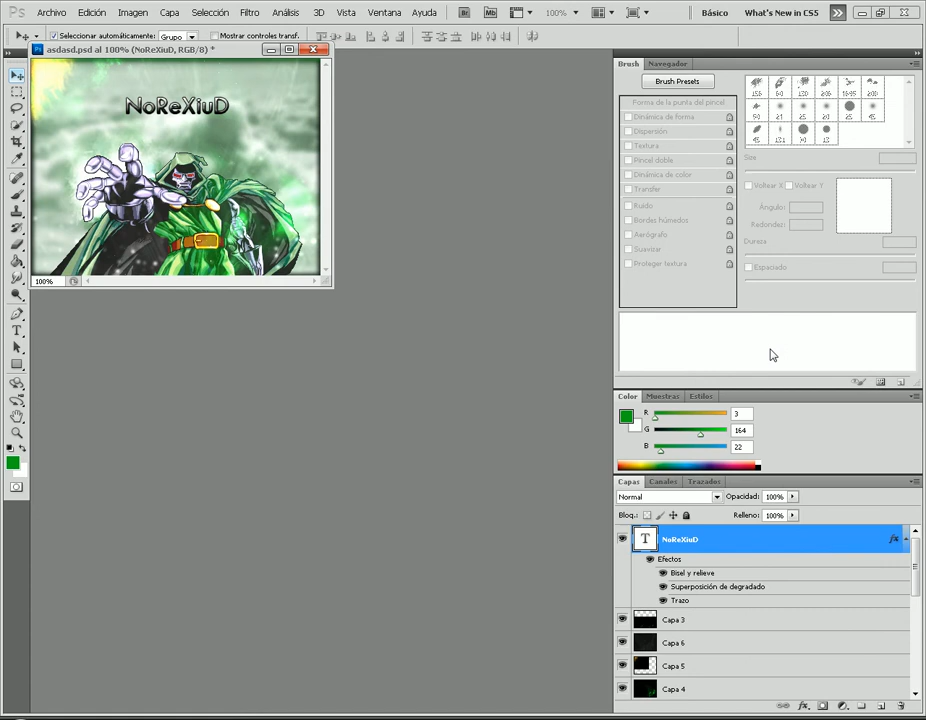 Ps Archivo Edición Imagen Capa Selección Filtro Análisis 3D Vista Ventana Ayuda Br Mb 100% Básico What's New in CS5
Seleccionar automáticamente: Grupo Mostrar controles transf.
asdasd.psd al 100% (NoReXiuD, RGB/8) *
NoReXiuD
100%
Brush Navegador
Brush Presets
Forma de la punta del pincel
Dinámica de forma
Dispersión
Textura
Pincel doble
Dinámica de color
Transfer
Ruido
Bordes húmedos
Aerógrafo
Suavizar
Proteger textura
Size
Voltear X Voltear Y
Ángulo:
Redondez:
Dureza
Espaciado
Color Muestras Estilos
R 3
G 164
B 22
Capas Canales Trazados
Normal Opacidad: 100%
Bloq.: Relleno: 100%
T NoReXiuD fx
Efectos
Bisel y relieve
Superposición de degradado
Trazo
Capa 3
Capa 6
Capa 5
Capa 4